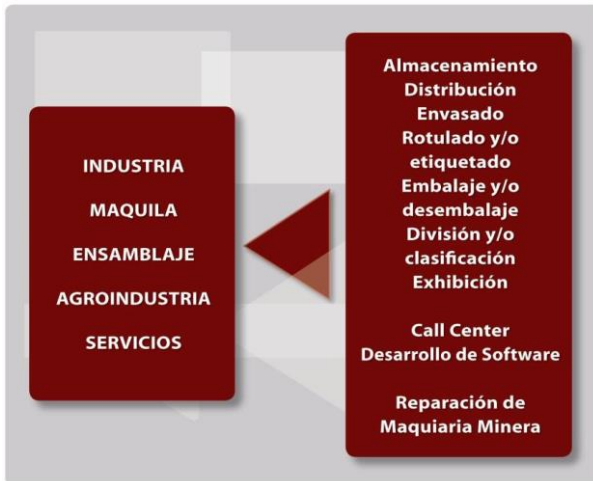 INDUSTRIA
MAQUILA
ENSAMBLAJE
AGROINDUSTRIA
SERVICIOS
Almacenamiento
Distribución
Envasado
Rotulado y/o
etiquetado
Embalaje y/o
desembalaje
División y/o
clasificación
Exhibición
Call Center
Desarrollo de Software
Reparación de
Maquiaria Minera